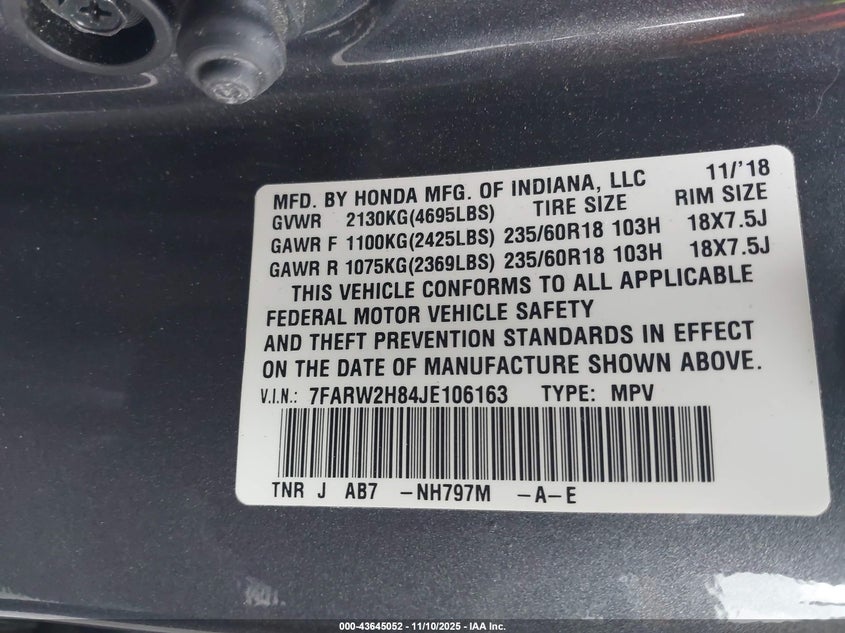 MFD. BY HONDA MFG. OF INDIANA, LLC 11/'18
GVWR 2130KG(4695LBS) TIRE SIZE RIM SIZE
GAWR F 1100KG(2425LBS) 235/60R18 103H 18X7.5J
GAWR R 1075KG(2369LBS) 235/60R18 103H 18X7.5J
THIS VEHICLE CONFORMS TO ALL APPLICABLE
FEDERAL MOTOR VEHICLE SAFETY
AND THEFT PREVENTION STANDARDS IN EFFECT
ON THE DATE OF MANUFACTURE SHOWN ABOVE.
V.I.N.: 7FARW2H84JE106163 TYPE: MPV
TNR J AB7 -NH797M -A-E
000-43645052 - 11/10/2025 - IAA Inc.